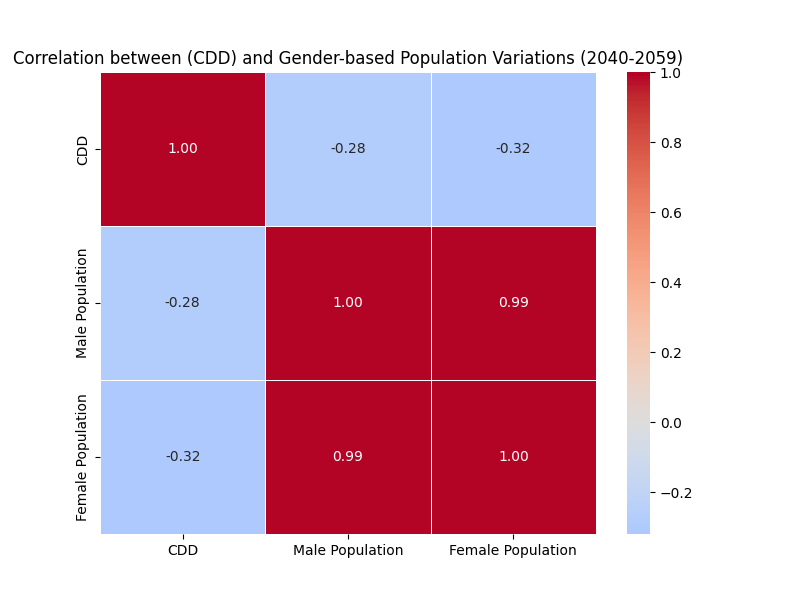 Correlation between (CDD) and Gender-based Population Variations (2040-2059)
CDD
1.00
-0.28
-0.32
Male Population
-0.28
1.00
0.99
Female Population
-0.32
0.99
1.00
CDD
Male Population
Female Population
1.0
0.8
0.6
0.4
0.2
0.0
−0.2